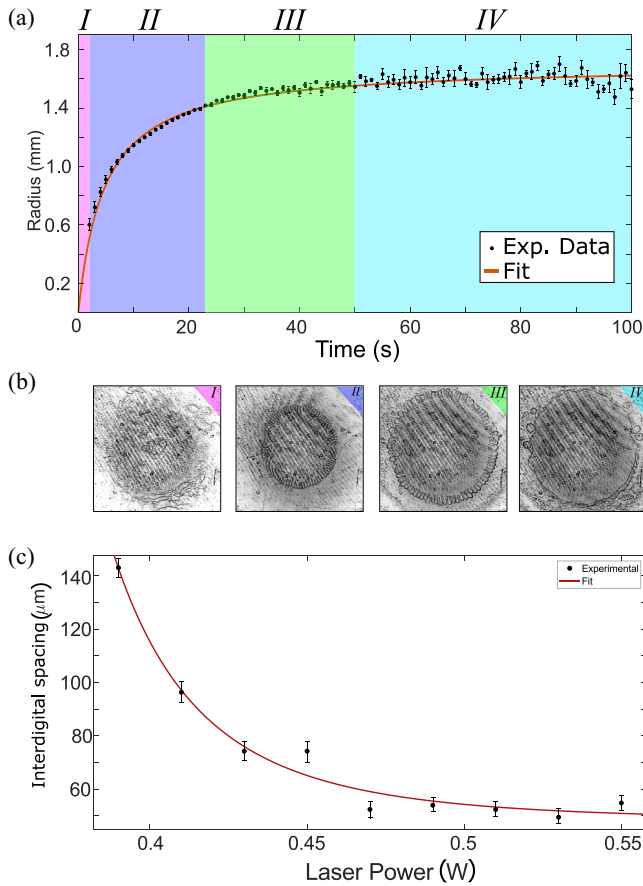 (a)
I II III IV
1.8
1.4
1.0
0.6
0.2
Radius (mm)
Exp. Data
Fit
0 20 40 60 80 100
Time (s)
(b)
I II III IV
(c)
140
120
100
80
60
Interdigital spacing (μm)
Experimental
Fit
0.4 0.45 0.5 0.55
Laser Power (W)